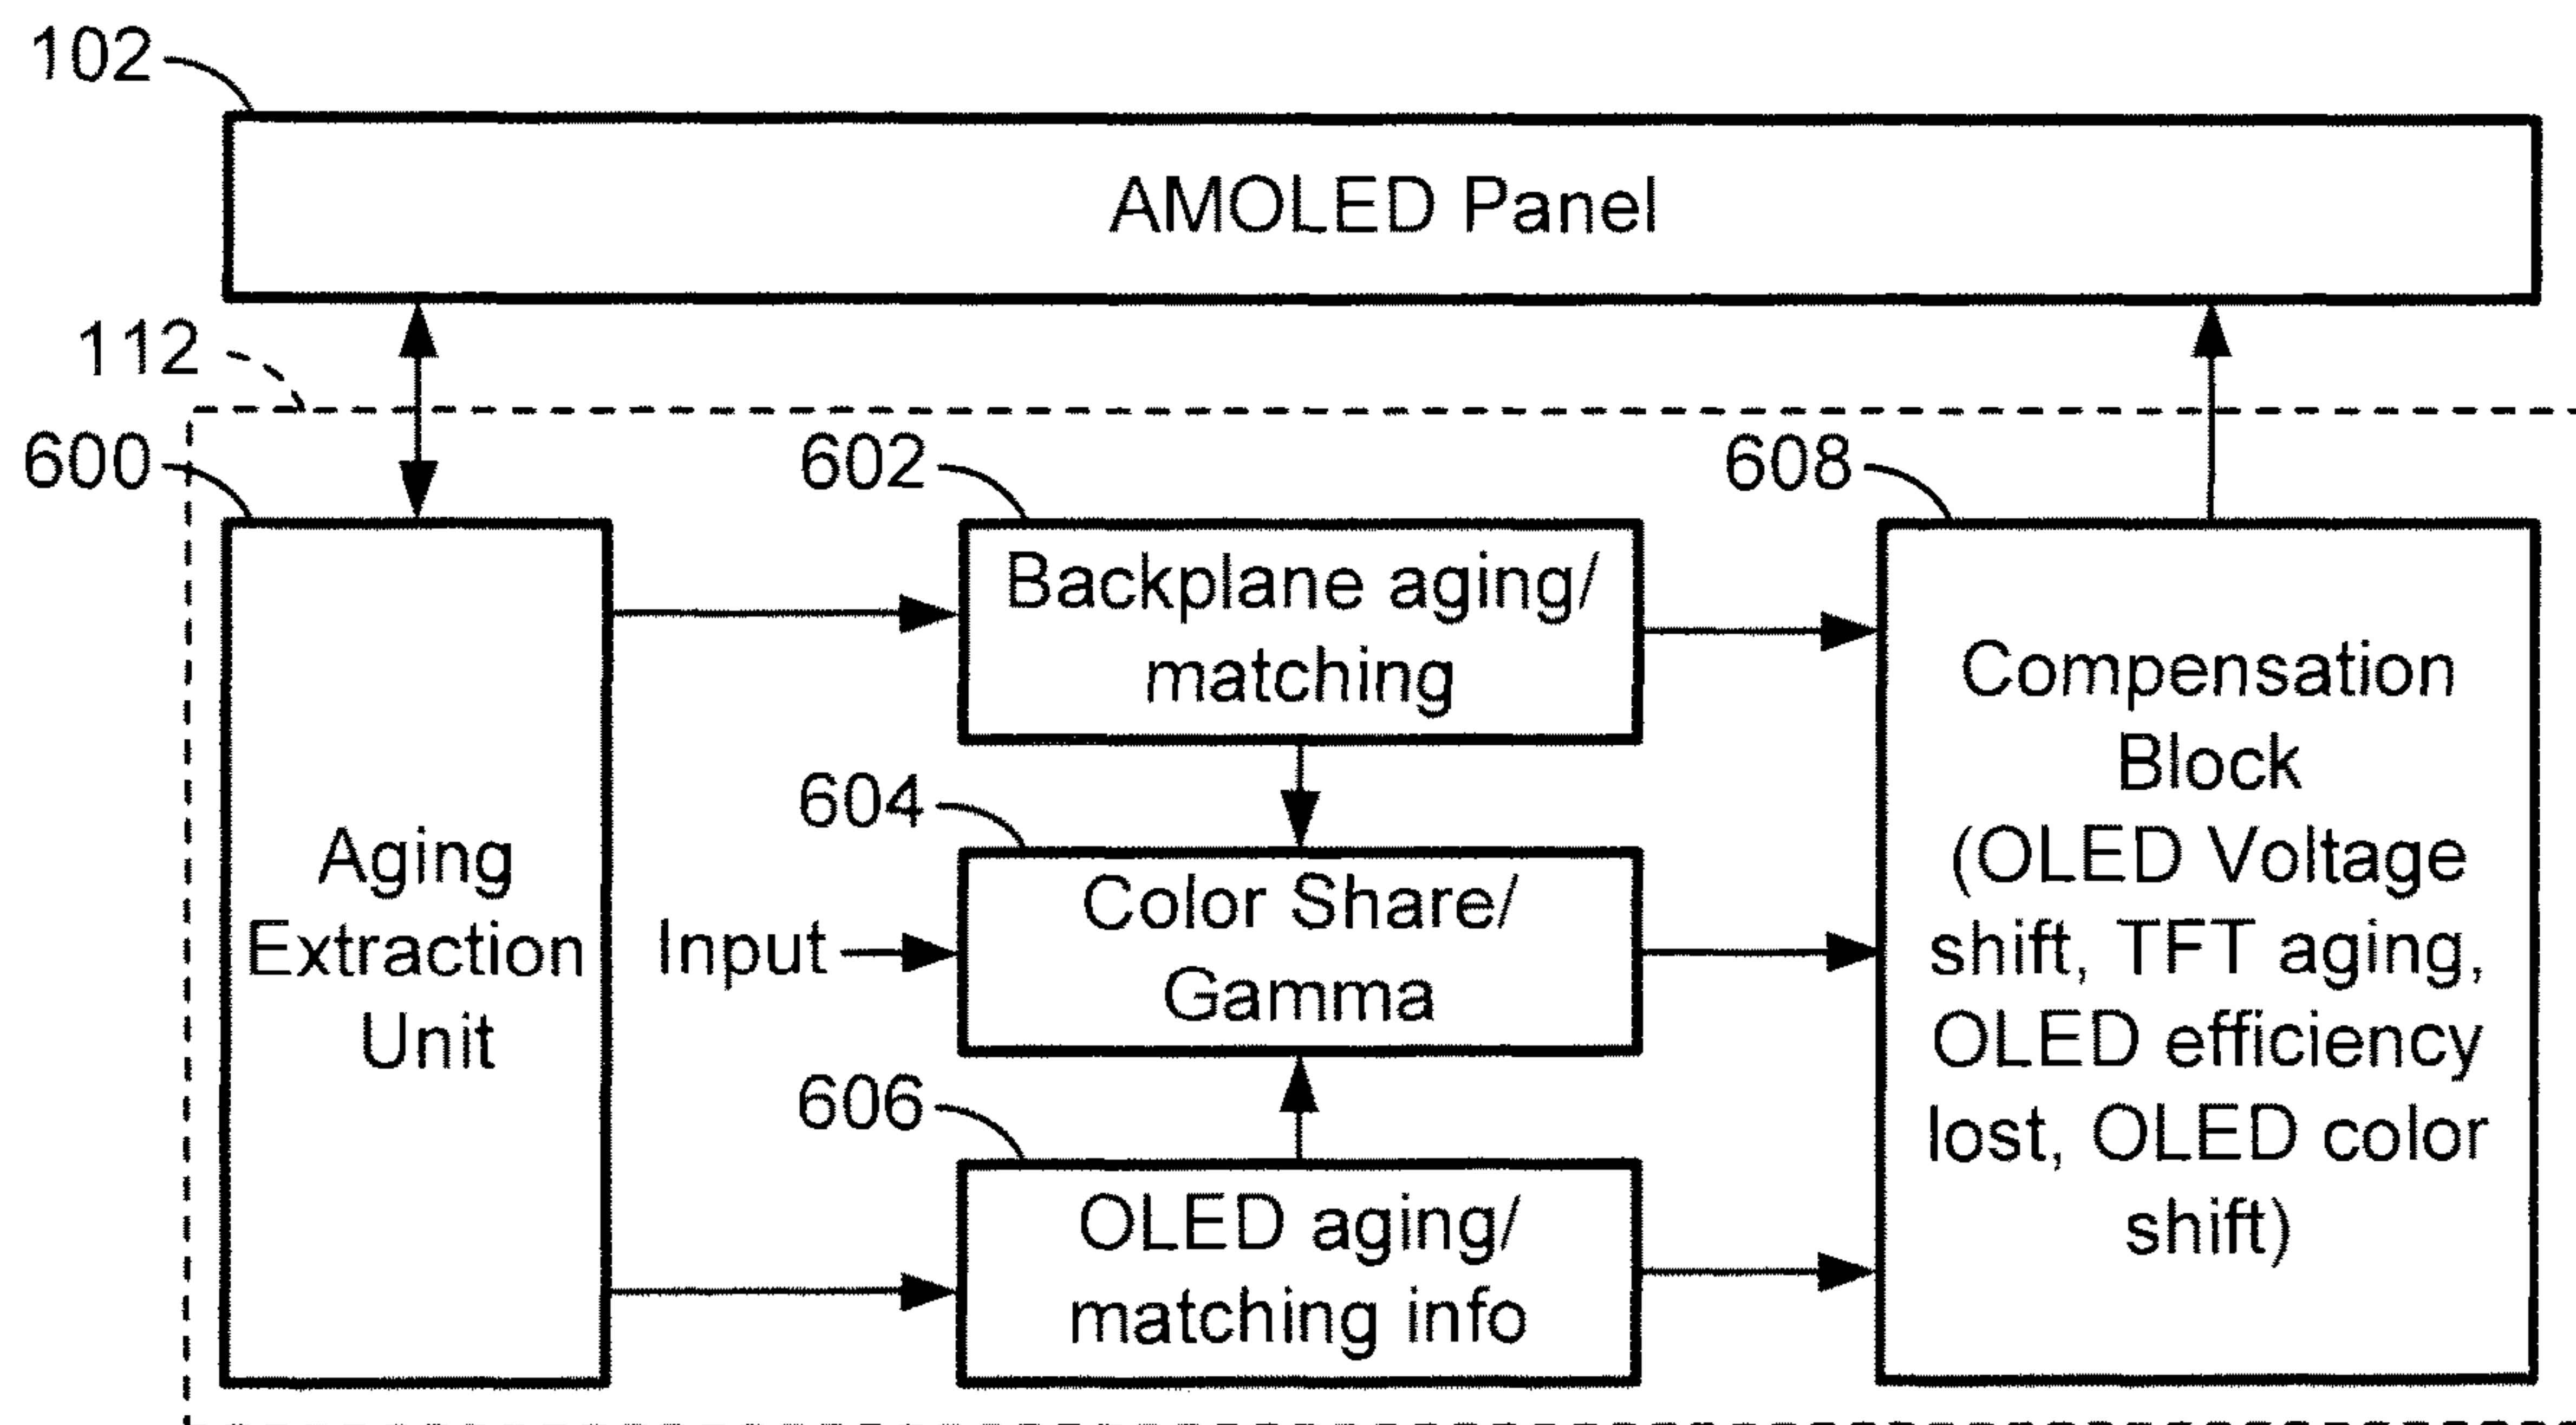 102
AMOLED Panel
112
600
602
608
Aging
Extraction
Unit
Backplane aging/
matching
604
Input
Color Share/
Gamma
606
OLED aging/
matching info
Compensation
Block
(OLED Voltage
shift, TFT aging,
OLED efficiency
lost, OLED color
shift)